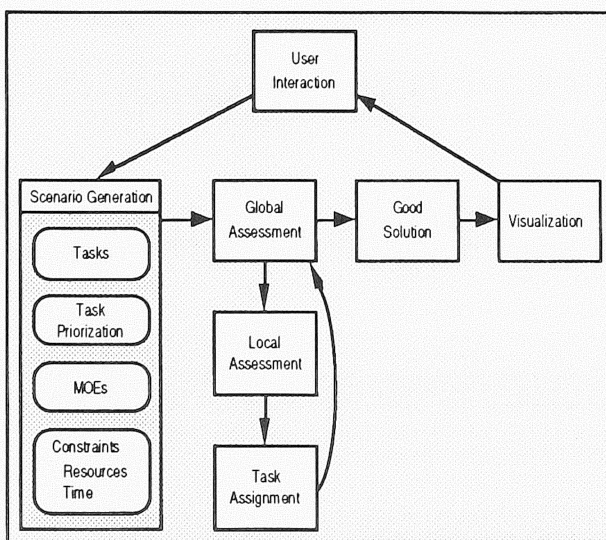 User
Interaction
Scenario Generation
Tasks
Task
Priorization
MOEs
Constraints
Resources
Time
Global
Assessment
Local
Assessment
Task
Assignment
Good
Solution
Visualization